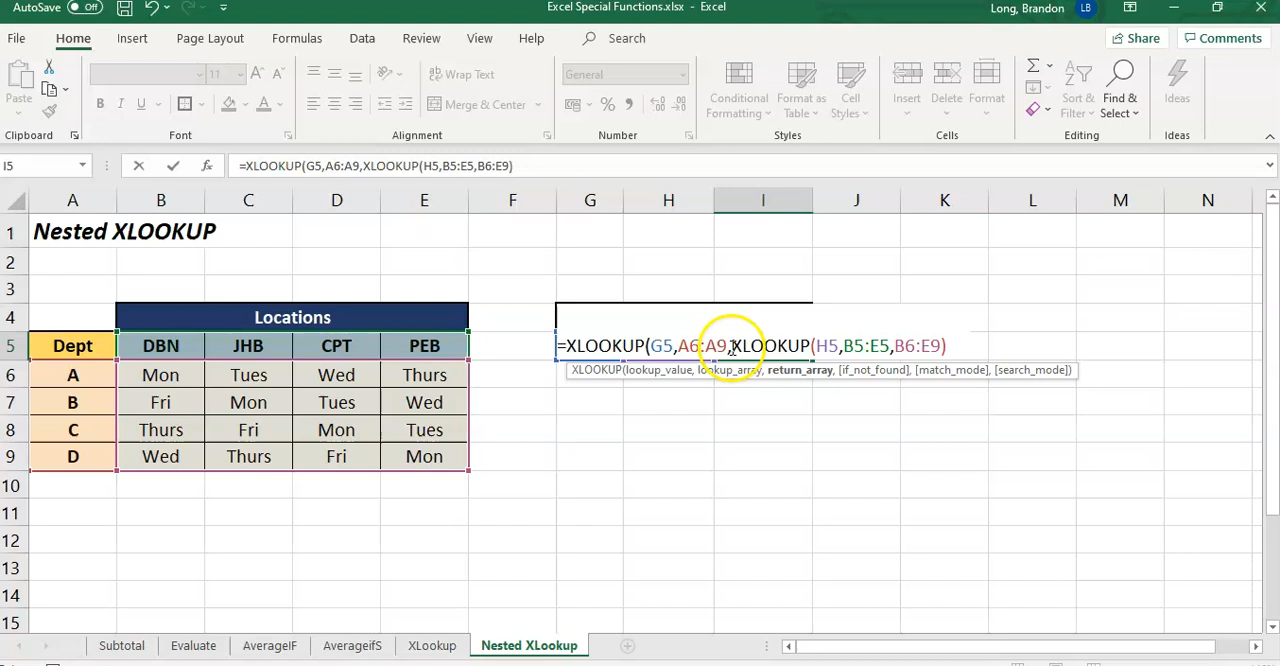 AutoSave Off Excel Special Functions.xlsx - Excel Long, Brandon LB
File Home Insert Page Layout Formulas Data Review View Help Search Share Comments
Paste 11 Wrap Text General Conditional Formatting Format as Table Cell Styles Insert Delete Format Sort & Filter Find & Select Ideas
B I U Merge & Center % 
Clipboard Font Alignment Number Styles Cells Editing Ideas
I5 fx =XLOOKUP(G5,A6:A9,XLOOKUP(H5,B5:E5,B6:E9)
A B C D E F G H I J K L M N
1 Nested XLOOKUP
2
3
4 Locations
5 Dept DBN JHB CPT PEB =XLOOKUP(G5,A6:A9,XLOOKUP(H5,B5:E5,B6:E9)
6 A Mon Tues Wed Thurs XLOOKUP(lookup_value, lookup_array, return_array, [if_not_found], [match_mode], [search_mode])
7 B Fri Mon Tues Wed
8 C Thurs Fri Mon Tues
9 D Wed Thurs Fri Mon
10
11
12
13
14
15
Subtotal Evaluate AverageIF AverageifS XLookup Nested XLookup